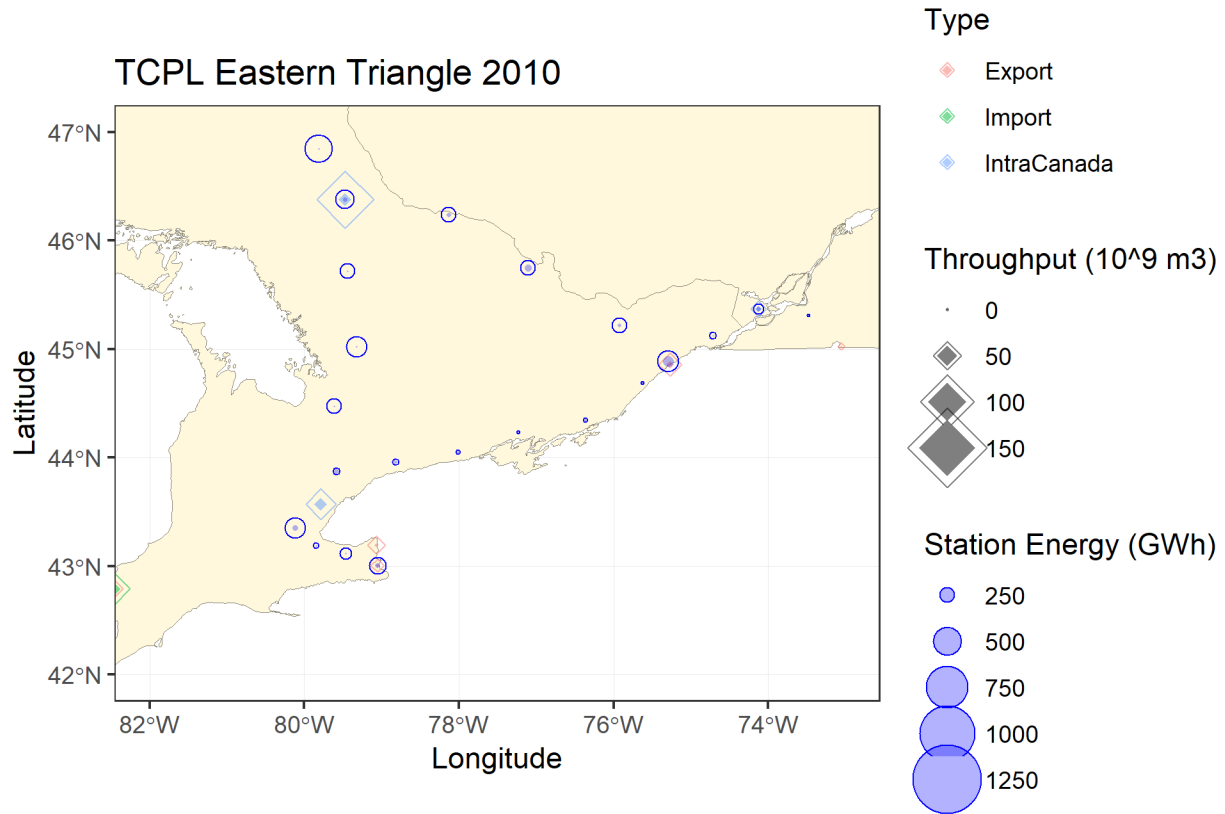 TCPL Eastern Triangle 2010
47°N
46°N
45°N
44°N
43°N
42°N
Latitude
82°W
80°W
78°W
76°W
74°W
Longitude
Type
Export
Import
IntraCanada
Throughput (10^9 m3)
0
50
100
150
Station Energy (GWh)
250
500
750
1000
1250